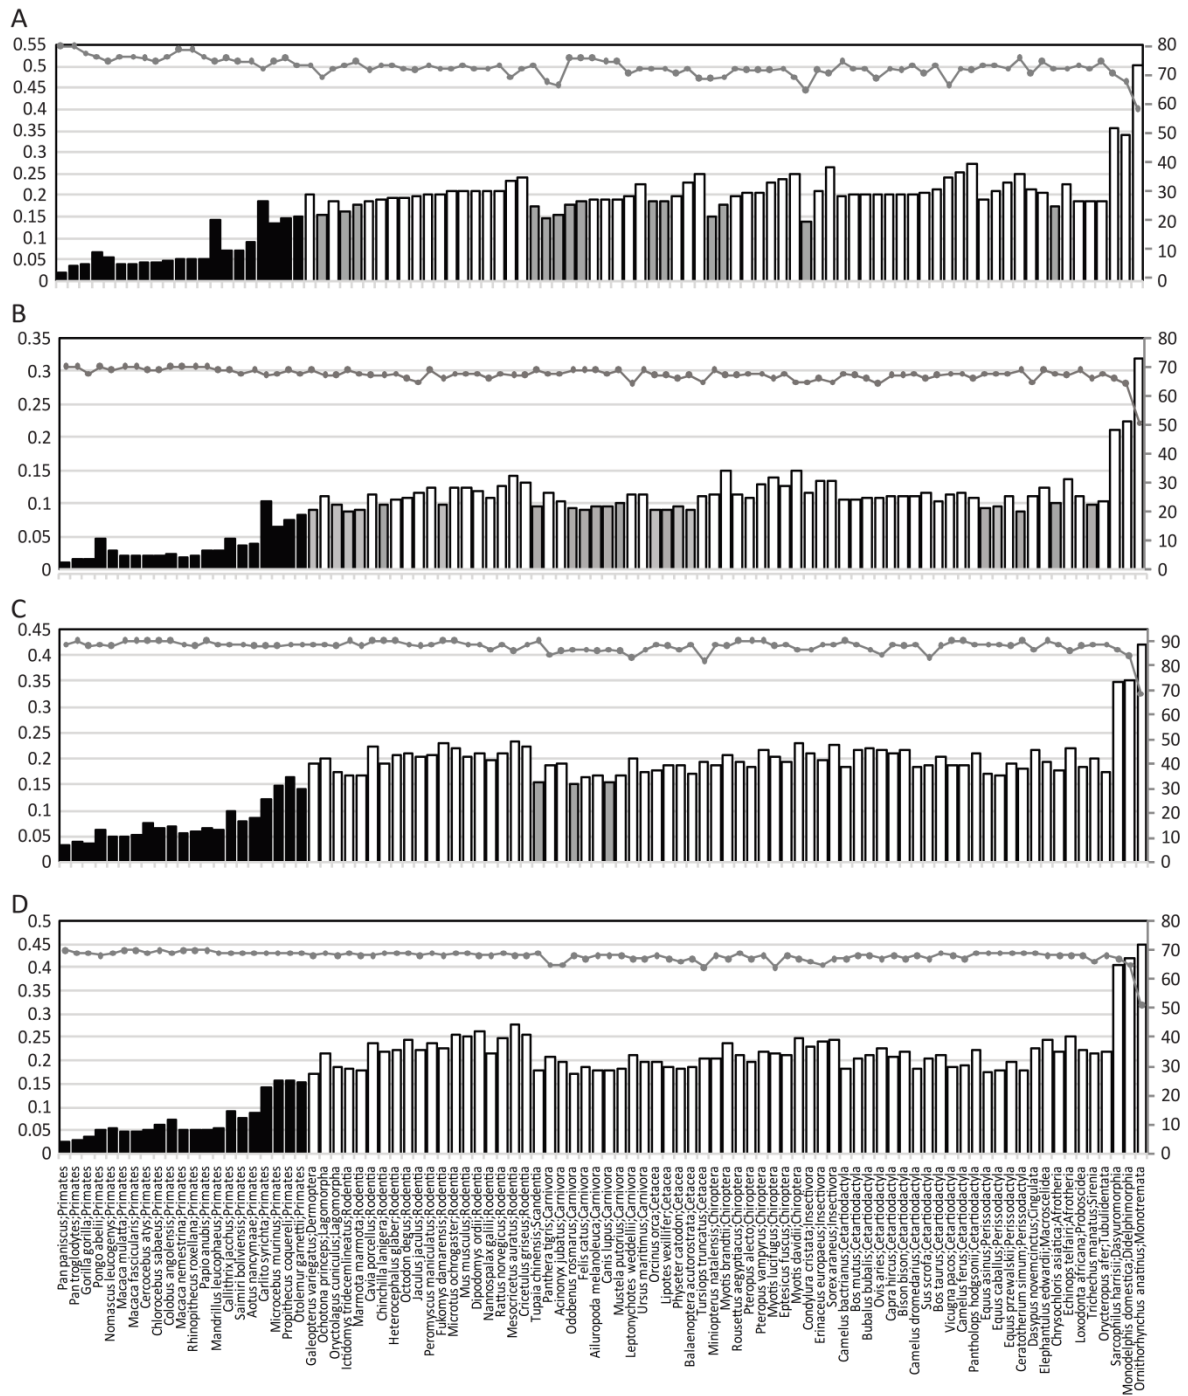 A
0.55
0.5
0.45
0.4
0.35
0.3
0.25
0.2
0.15
0.1
0.05
0
80
70
60
50
40
30
20
10
0
B
0.35
0.3
0.25
0.2
0.15
0.1
0.05
0
80
70
60
50
40
30
20
10
0
C
0.45
0.4
0.35
0.3
0.25
0.2
0.15
0.1
0.05
0
90
80
70
60
50
40
30
20
10
0
D
0.5
0.45
0.4
0.35
0.3
0.25
0.2
0.15
0.1
0.05
0
80
70
60
50
40
30
20
10
0
Pan paniscus;Primates
Pan troglodytes;Primates
Gorilla gorilla;Primates
Pongo abelii;Primates
Nomascus leucogenys;Primates
Macaca mulatta;Primates
Macaca fascicularis;Primates
Cercocebus atys;Primates
Chlorocebus sabaeus;Primates
Colobus angolensis;Primates
Macaca nemestrina;Primates
Rhinopithecus roxellana;Primates
Papio anubis;Primates
Mandrillus leucophaeus;Primates
Callithrix jacchus;Primates
Saimiri boliviensis;Primates
Aotus nancymaae;Primates
Carlito syrichta;Primates
Microcebus murinus;Primates
Propithecus coquereli;Primates
Otolemur garnettii;Primates
Galeopterus variegatus;Dermoptera
Ochotona princeps;Lagomorpha
Oryctolagus cuniculus;Lagomorpha
Ictidomys tridecemlineatus;Rodentia
Marmota marmota;Rodentia
Cavia porcellus;Rodentia
Chinchilla lanigera;Rodentia
Heterocephalus glaber;Rodentia
Octodon degus;Rodentia
Jaculus jaculus;Rodentia
Peromyscus maniculatus;Rodentia
Fukomys damarensis;Rodentia
Microtus ochrogaster;Rodentia
Mus musculus;Rodentia
Dipodomys ordii;Rodentia
Nannospalax galili;Rodentia
Rattus norvegicus;Rodentia
Mesocricetus auratus;Rodentia
Cricetulus griseus;Rodentia
Tupaia chinensis;Scandentia
Panthera tigris;Carnivora
Acinonyx jubatus;Carnivora
Odobenus rosmarus;Carnivora
Felis catus;Carnivora
Ailuropoda melanoleuca;Carnivora
Canis lupus;Carnivora
Mustela putorius;Carnivora
Leptonychotes weddellii;Carnivora
Ursus maritimus;Carnivora
Orcinus orca;Cetacea
Lipotes vexillifer;Cetacea
Physeter catodon;Cetacea
Balaenoptera acutorostrata;Cetacea
Tursiops truncatus;Cetacea
Miniopterus natalensis;Chiroptera
Myotis brandtii;Chiroptera
Rousettus aegyptiacus;Chiroptera
Pteropus alecto;Chiroptera
Pteropus vampyrus;Chiroptera
Myotis lucifugus;Chiroptera
Eptesicus fuscus;Chiroptera
Myotis davidii;Chiroptera
Condylura cristata;Insectivora
Erinaceus europaeus;Insectivora
Sorex araneus;Insectivora
Camelus bactrianus;Cetartiodactyla
Bos mutus;Cetartiodactyla
Bubalus bubalis;Cetartiodactyla
Ovis aries;Cetartiodactyla
Capra hircus;Cetartiodactyla
Bison bison;Cetartiodactyla
Camelus dromedarius;Cetartiodactyla
Sus scrofa;Cetartiodactyla
Bos taurus;Cetartiodactyla
Vicugna pacos;Cetartiodactyla
Camelus ferus;Cetartiodactyla
Pantholops hodgsonii;Cetartiodactyla
Equus asinus;Perissodactyla
Equus caballus;Perissodactyla
Equus przewalskii;Perissodactyla
Ceratotherium simum;Perissodactyla
Dasypus novemcinctus;Cingulata
Elephantulus edwardii;Macroscelidea
Chrysochloris asiatica;Afrotheria
Echinops telfairi;Afrotheria
Loxodonta africana;Proboscidea
Trichechus manatus;Sirenia
Orycteropus afer;Tubulidentata
Sarcophilus harrisii;Dasyuromorphia
Monodelphis domestica;Didelphimorphia
Ornithorhynchus anatinus;Monotremata